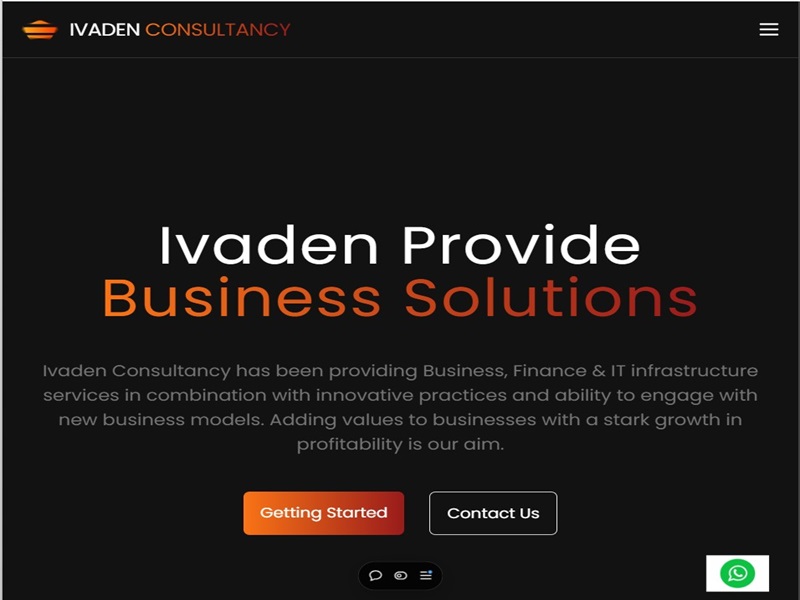 IVADEN CONSULTANCY
Ivaden Provide
Business Solutions
Ivaden Consultancy has been providing Business, Finance & IT infrastructure
services in combination with innovative practices and ability to engage with
new business models. Adding values to businesses with a stark growth in
profitability is our aim.
Getting Started
Contact Us